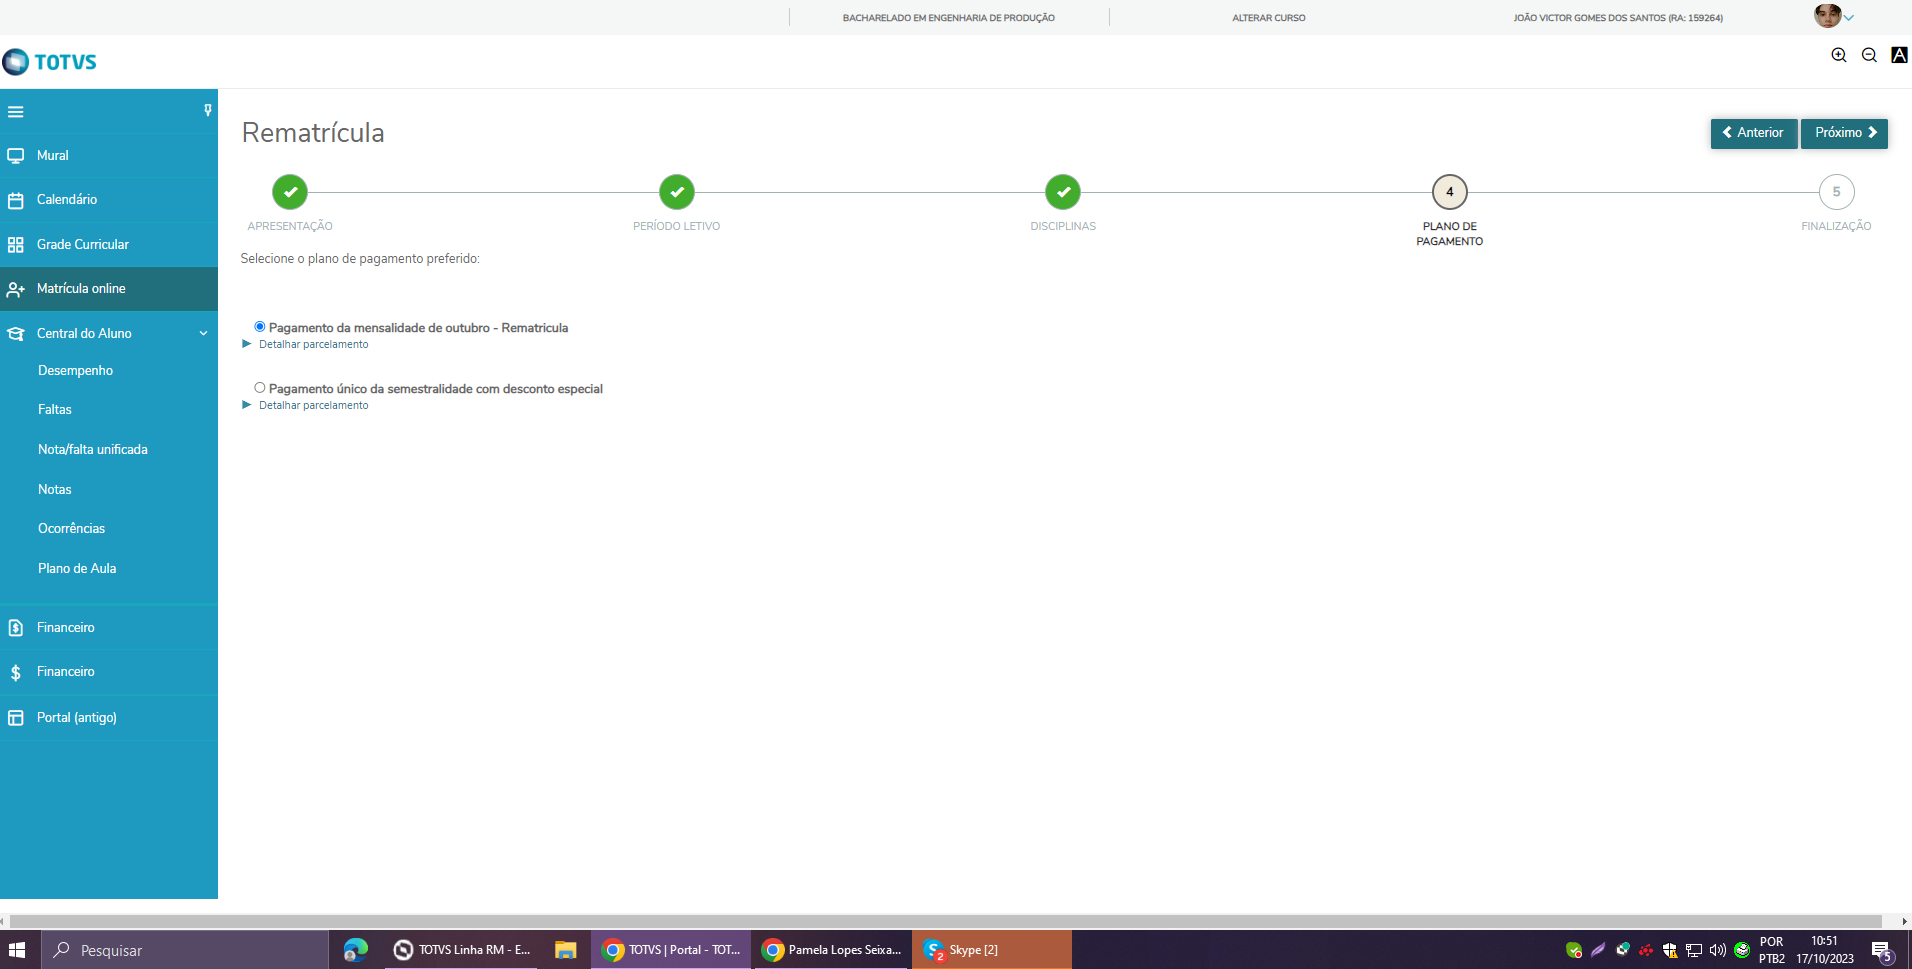 BACHARELADO EM ENGENHARIA DE PRODUÇÃO
ALTERAR CURSO
JOÃO VICTOR GOMES DOS SANTOS (RA: 159264)
TOTVS
A
Rematrícula
Anterior
Próximo
Mural
Calendário
Grade Curricular
Matrícula online
Central do Aluno
Desempenho
Faltas
Nota/falta unificada
Notas
Ocorrências
Plano de Aula
Financeiro
Financeiro
Portal (antigo)
4
5
APRESENTAÇÃO
PERÍODO LETIVO
DISCIPLINAS
PLANO DE
PAGAMENTO
FINALIZAÇÃO
Selecione o plano de pagamento preferido:
Pagamento da mensalidade de outubro - Rematricula
Detalhar parcelamento
Pagamento único da semestralidade com desconto especial
Detalhar parcelamento
Pesquisar
TOTVS Linha RM - E...
TOTVS | Portal - TOT...
Pamela Lopes Seixa...
2
Skype [2]
POR
PTB2
10:51
17/10/2023
5